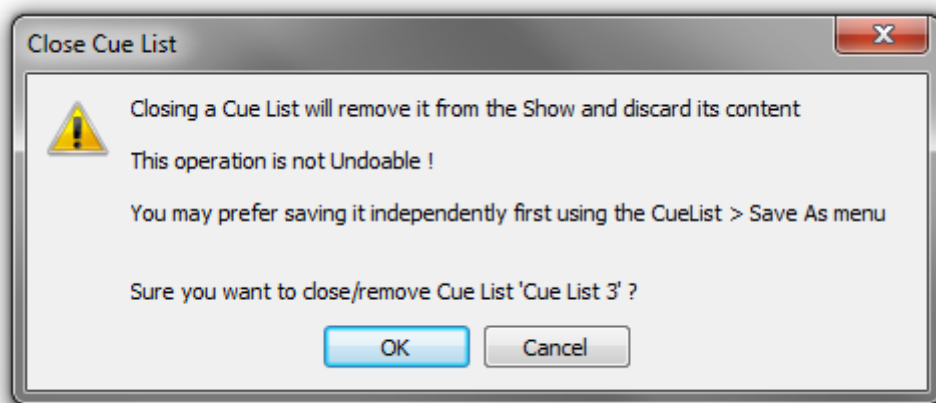 Close Cue List
Closing a Cue List will remove it from the Show and discard its content
This operation is not Undoable !
You may prefer saving it independently first using the CueList > Save As menu
Sure you want to close/remove Cue List 'Cue List 3' ?
OK
Cancel